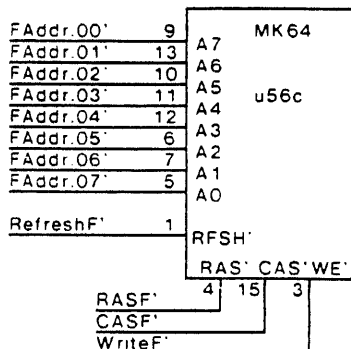 FAddr.00' 9 A7 MK64
FAddr.01' 13 A6
FAddr.02' 10 A5 u56c
FAddr.03' 11 A4
FAddr.04' 12 A3
FAddr.05' 6 A2
FAddr.06' 7 A1
FAddr.07' 5 A0
RefreshF' 1 RFSH'
RAS' CAS' WE'
4 15 3
RASF'
CASF'
WriteF'